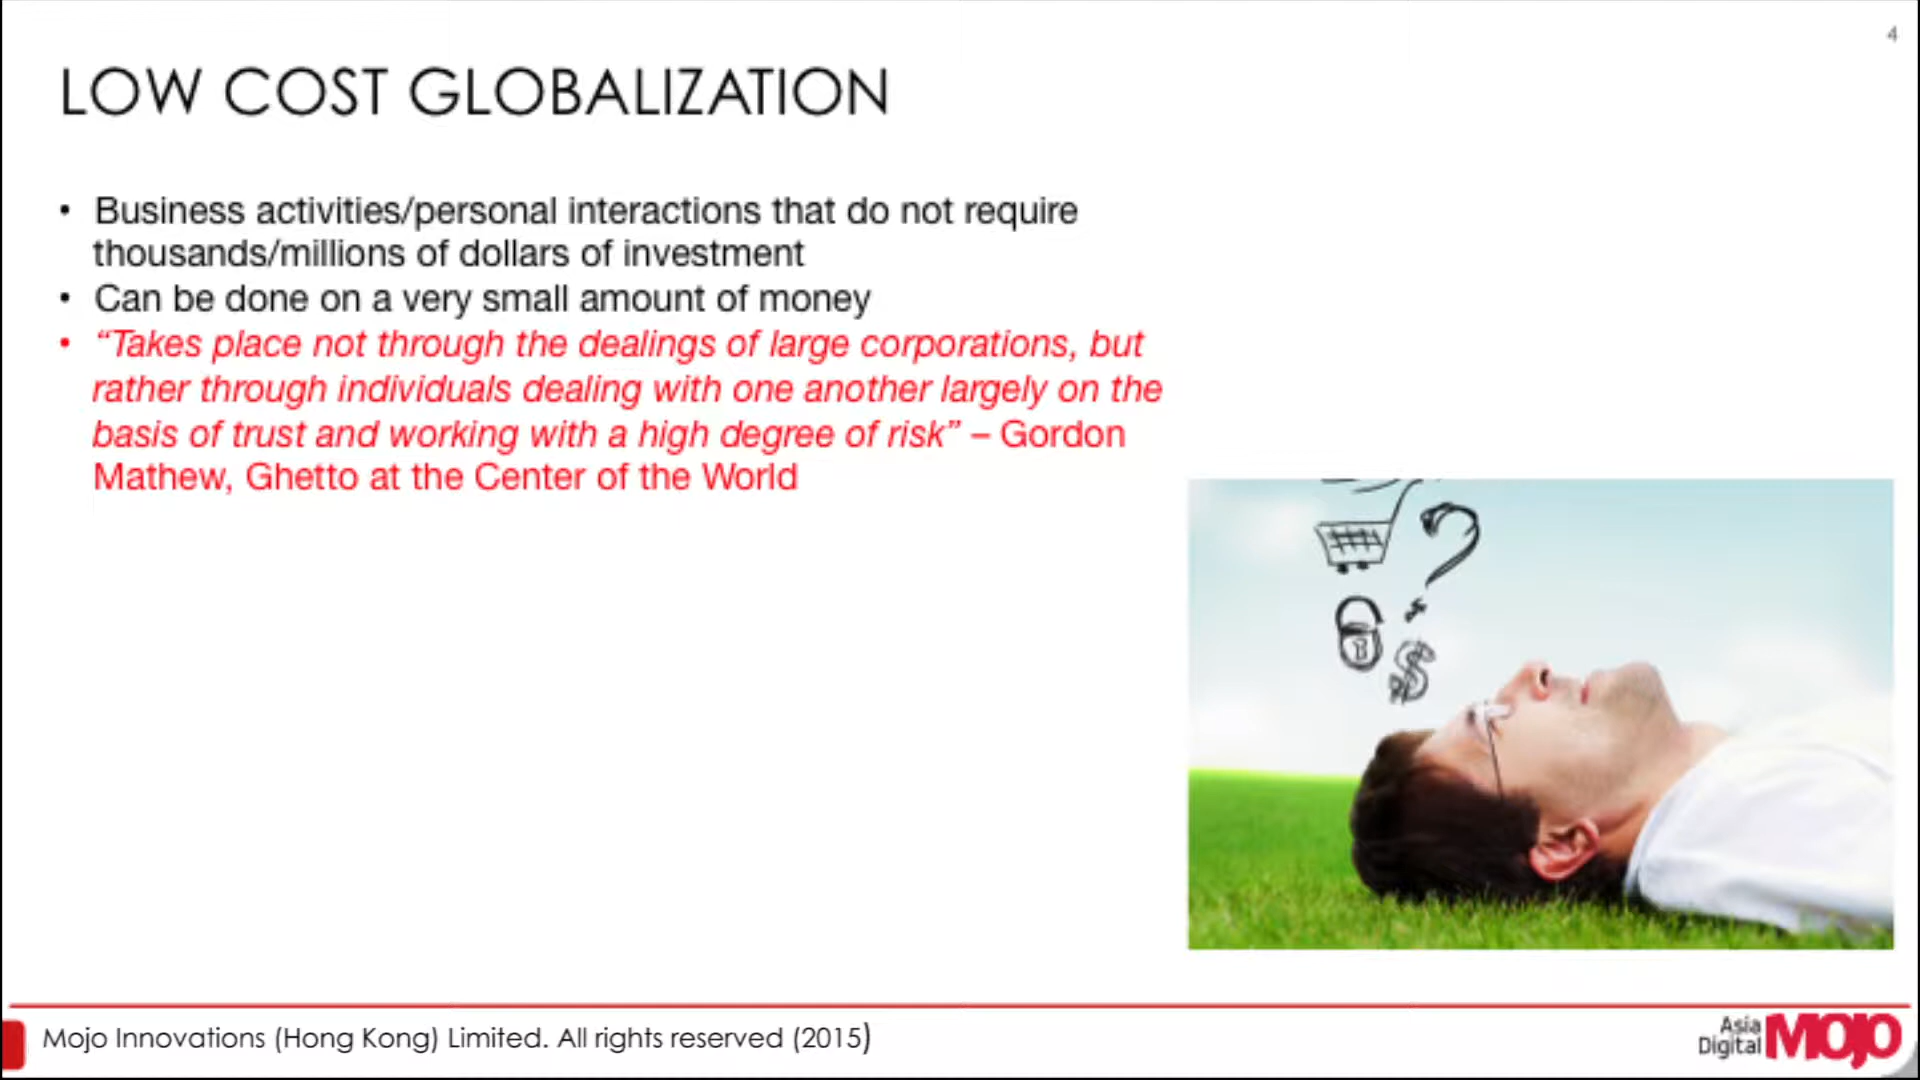 4
LOW COST GLOBALIZATION
• Business activities/personal interactions that do not require
thousands/millions of dollars of investment
• Can be done on a very small amount of money
• “Takes place not through the dealings of large corporations, but
rather through individuals dealing with one another largely on the
basis of trust and working with a high degree of risk” – Gordon
Mathew, Ghetto at the Center of the World
?
$
Mojo Innovations (Hong Kong) Limited. All rights reserved (2015)
Asia
Digital MOJO